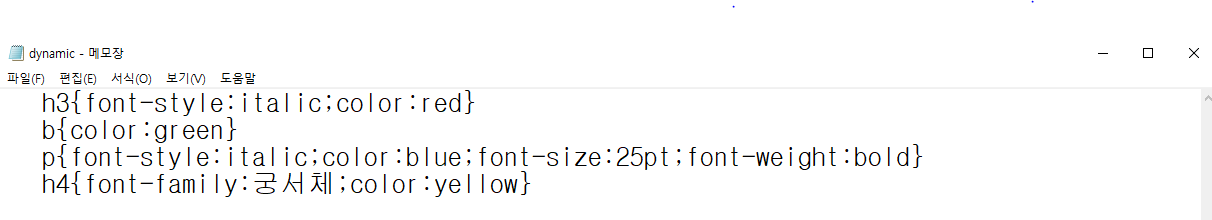 dynamic - 메모장
파일(F) 편집(E) 서식(O) 보기(V) 도움말
h3{font-style:italic;color:red}
b{color:green}
p{font-style:italic;color:blue;font-size:25pt;font-weight:bold}
h4{font-family:궁서체;color:yellow}